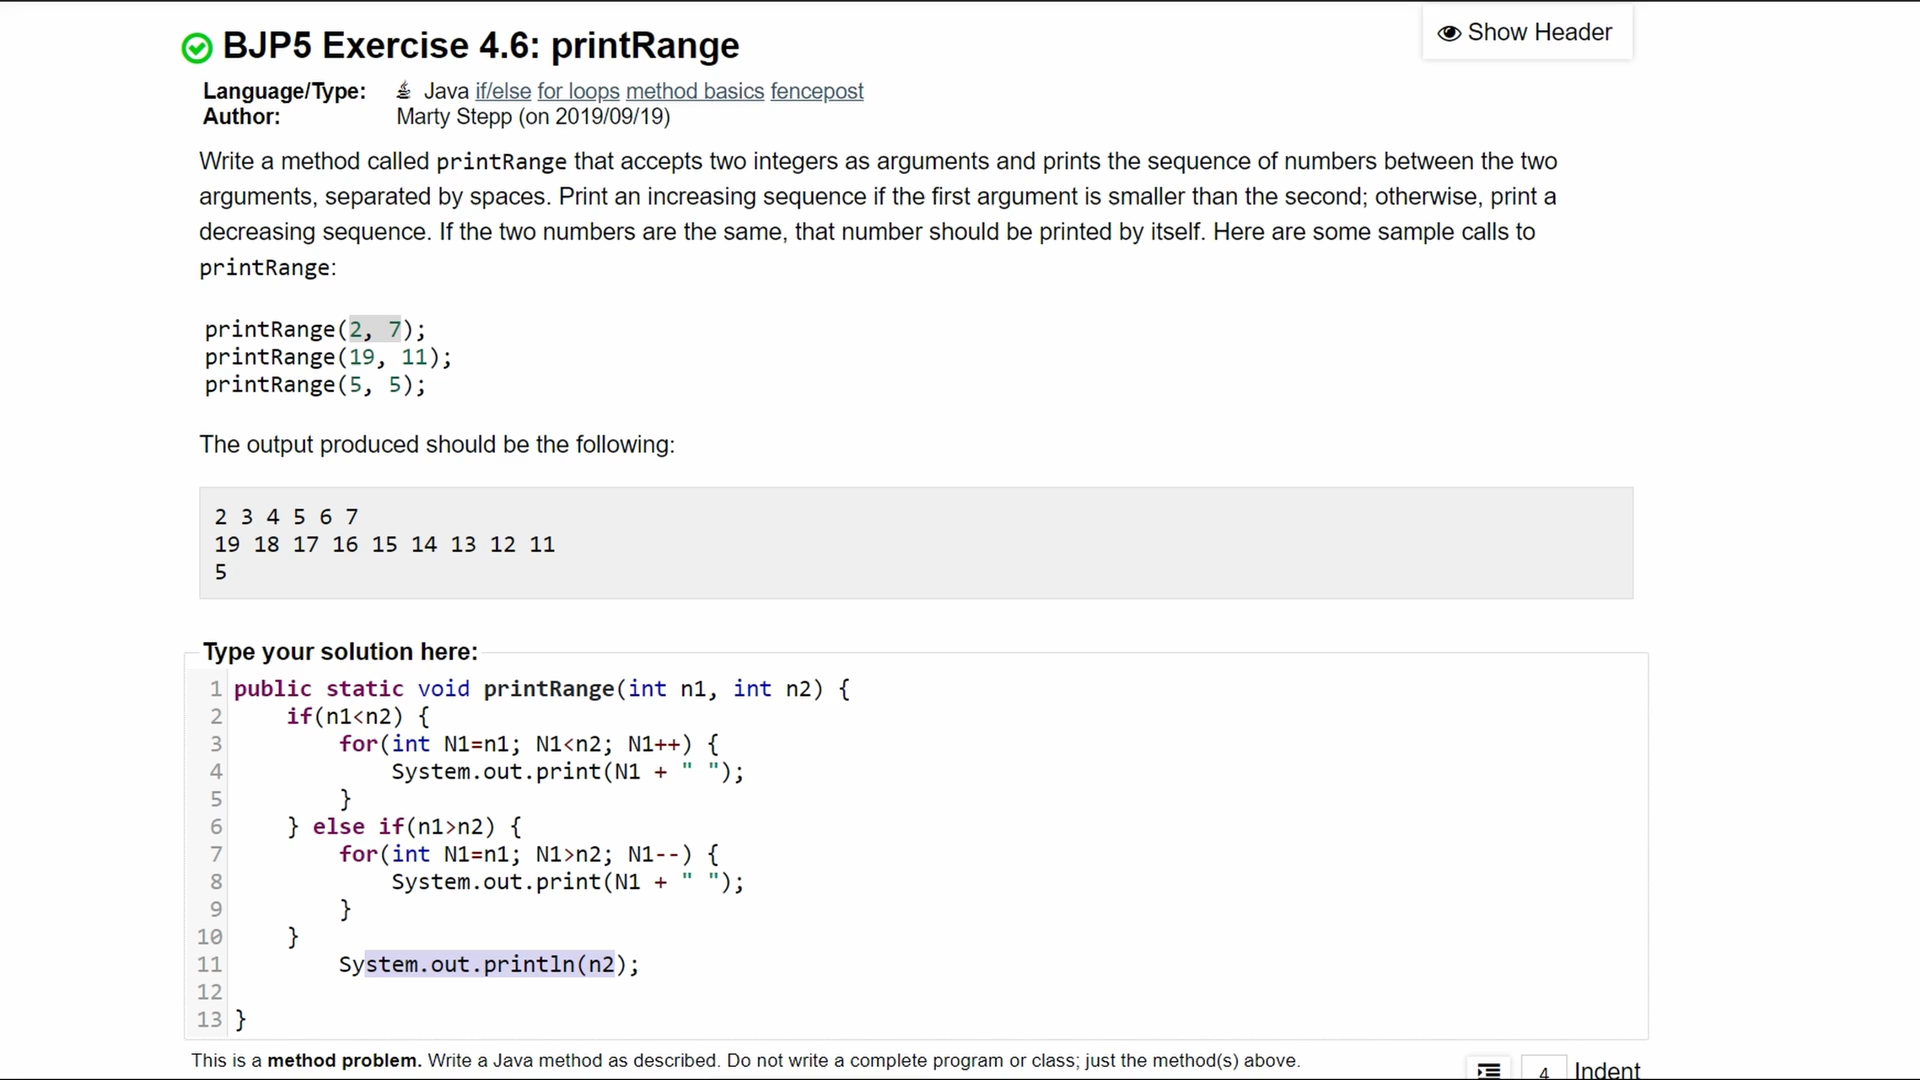 Show Header
BJP5 Exercise 4.6: printRange
Language/Type: Java if/else for loops method basics fencepost
Author: Marty Stepp (on 2019/09/19)
Write a method called printRange that accepts two integers as arguments and prints the sequence of numbers between the two
arguments, separated by spaces. Print an increasing sequence if the first argument is smaller than the second; otherwise, print a
decreasing sequence. If the two numbers are the same, that number should be printed by itself. Here are some sample calls to
printRange:
printRange(2, 7);
printRange(19, 11);
printRange(5, 5);
The output produced should be the following:
2 3 4 5 6 7
19 18 17 16 15 14 13 12 11
5
Type your solution here:
1 public static void printRange(int n1, int n2) {
2     if(n1<n2) {
3         for(int N1=n1; N1<n2; N1++) {
4             System.out.print(N1 + " ");
5         }
6     } else if(n1>n2) {
7         for(int N1=n1; N1>n2; N1--) {
8             System.out.print(N1 + " ");
9         }
10     }
11         System.out.println(n2);
12
13 }
This is a method problem. Write a Java method as described. Do not write a complete program or class; just the method(s) above.
4 Indent